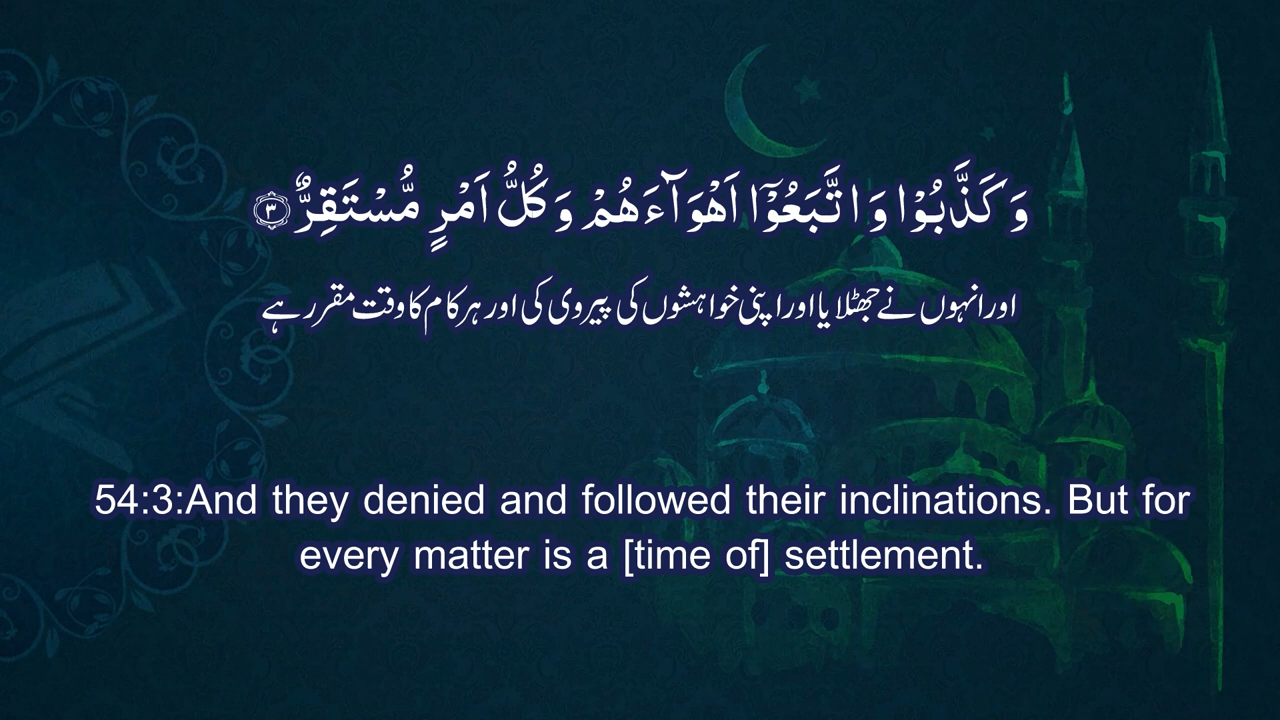 وَ كَذَّبُوْا وَ اتَّبَعُوْۤا اَهْوَآءَهُمْ وَ كُلُّ اَمْرٍ مُّسْتَقِرٌّ ﴿۳﴾
اور انہوں نے جھٹلایا اور اپنی خواہشوں کی پیروی کی اور ہر کام کا وقت مقرر ہے
54:3:And they denied and followed their inclinations. But for
every matter is a [time of] settlement.